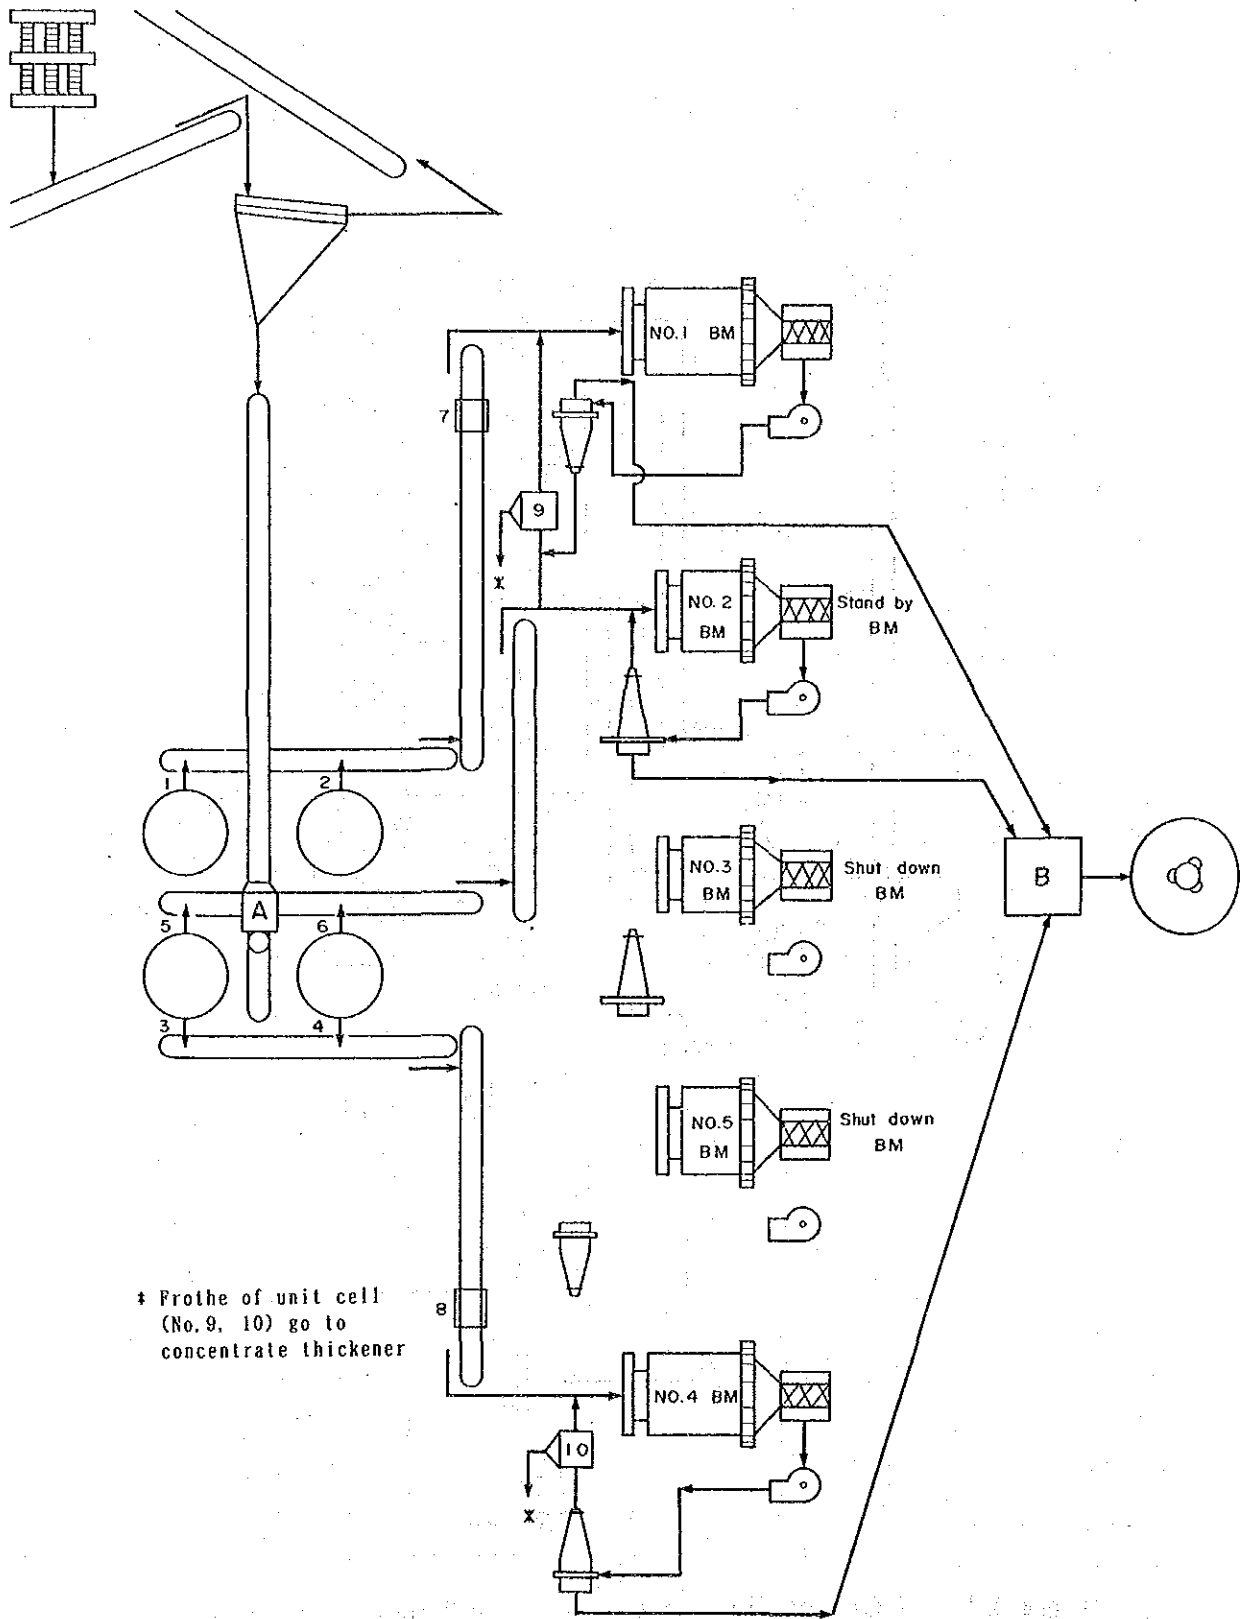 NO.1 BM
7
9
*
NO. 2
BM
Stand by
BM
1
2
NO.3
BM
Shut down
BM
B
A
5
6
3
4
NO.5
BM
Shut down
BM
* Frothe of unit cell
(No. 9, 10) go to
concentrate thickener
8
NO.4 BM
10
*